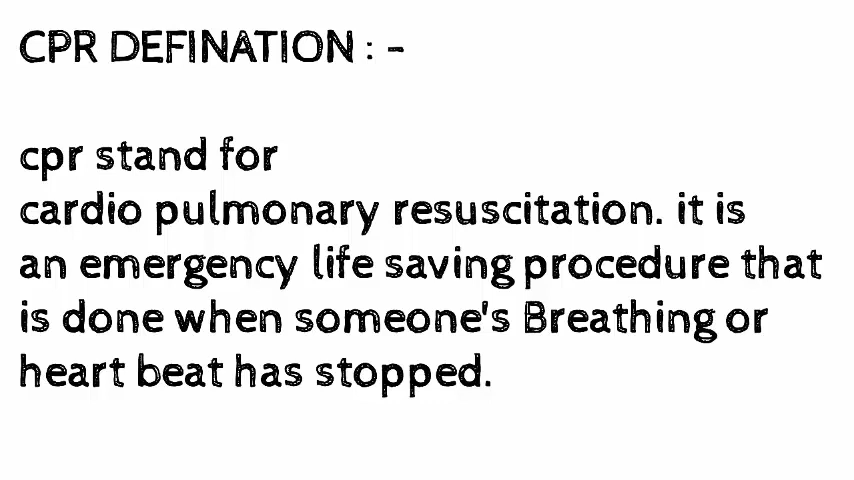 CPR DEFINATION : -
cpr stand for
cardio pulmonary resuscitation. it is
an emergency life saving procedure that
is done when someone's Breathing or
heart beat has stopped.